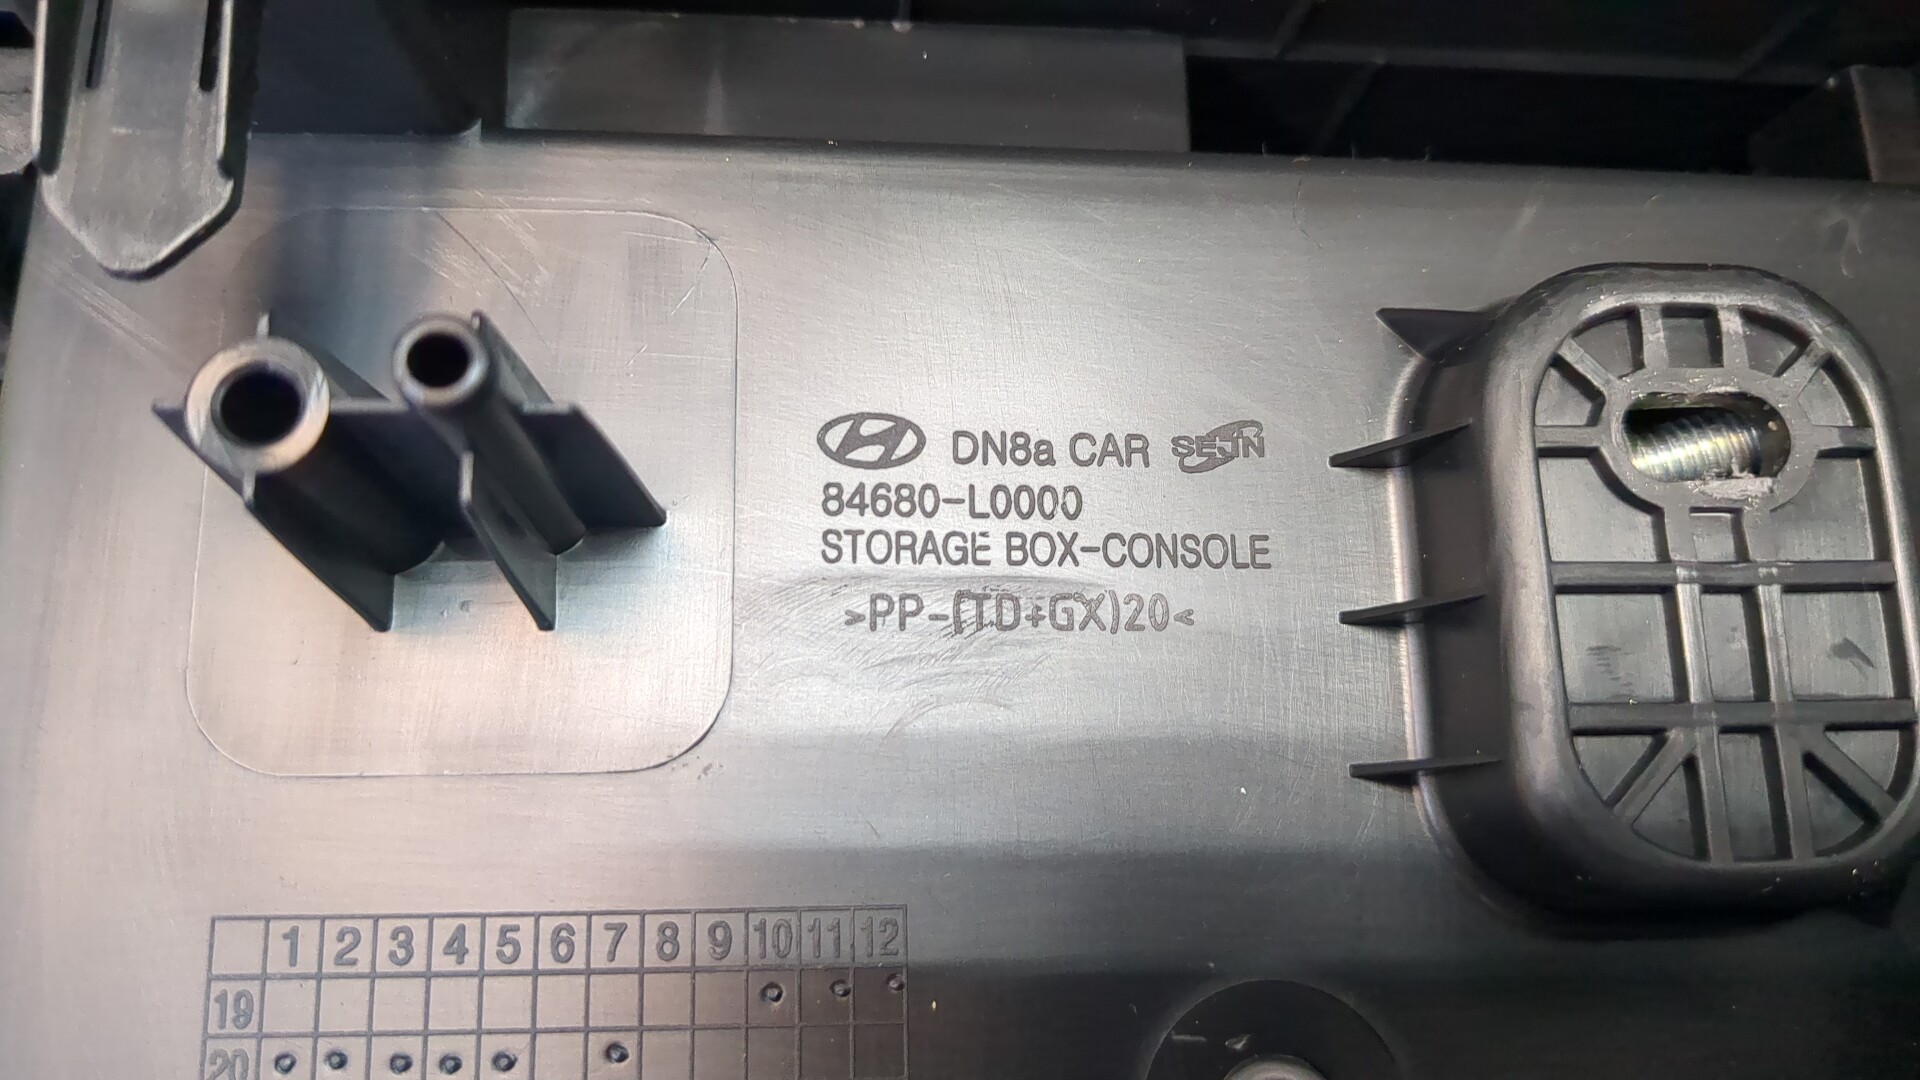 DN8a CAR SEJIN
84680-L0000
STORAGE BOX-CONSOLE
>PP-(TD+GX)20<
1 2 3 4 5 6 7 8 9 10 11 12
19
20